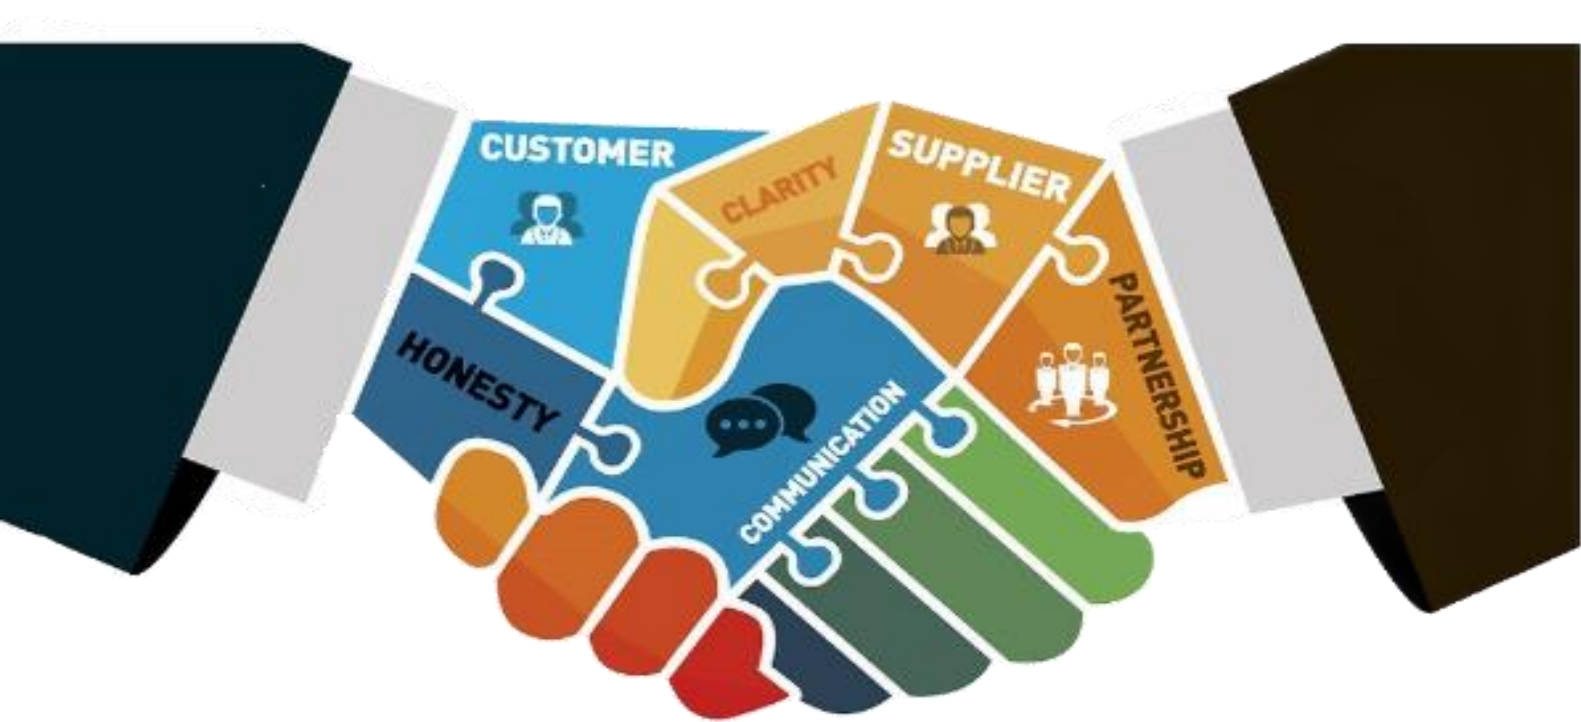 CUSTOMER
CLARITY
SUPPLIER
HONESTY
COMMUNICATION
PARTNERSHIP